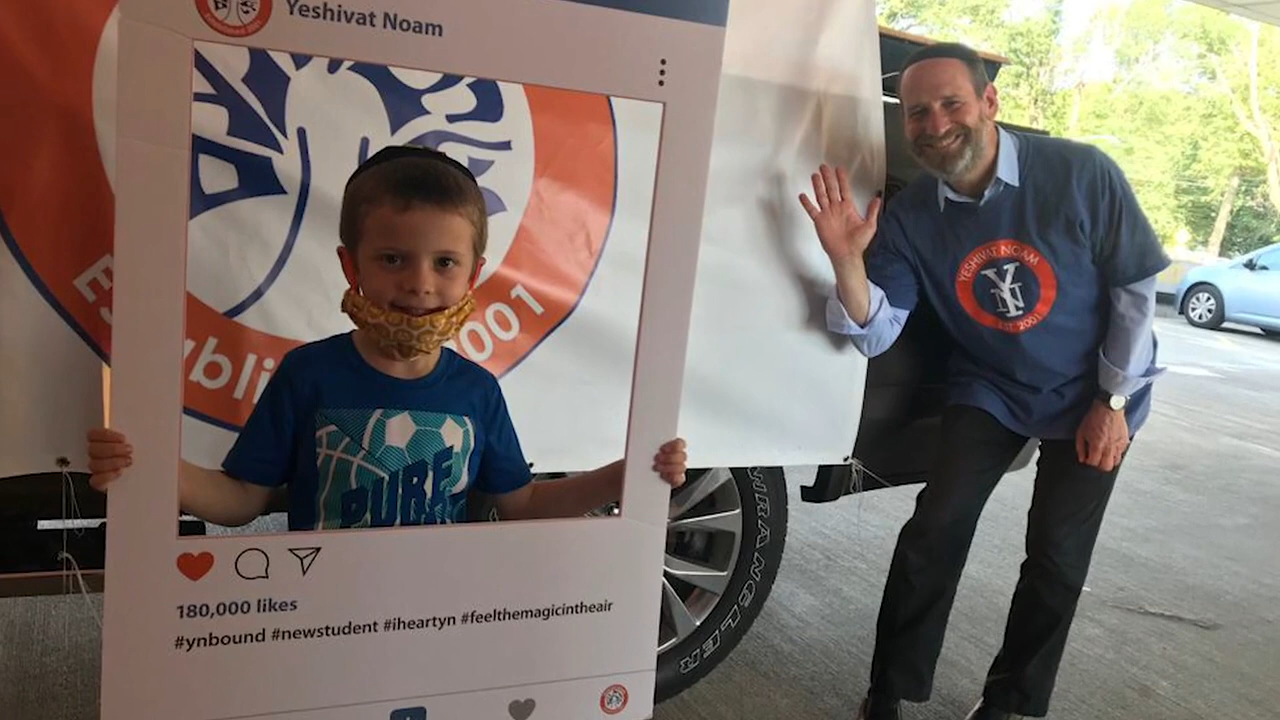 Yeshivat Noam
2001
PURE
YESHIVAT NOAM
YN
EST. 2001
WRANGLER
180,000 likes
#ynbound #newstudent #iheartyn #feelthemagicintheair